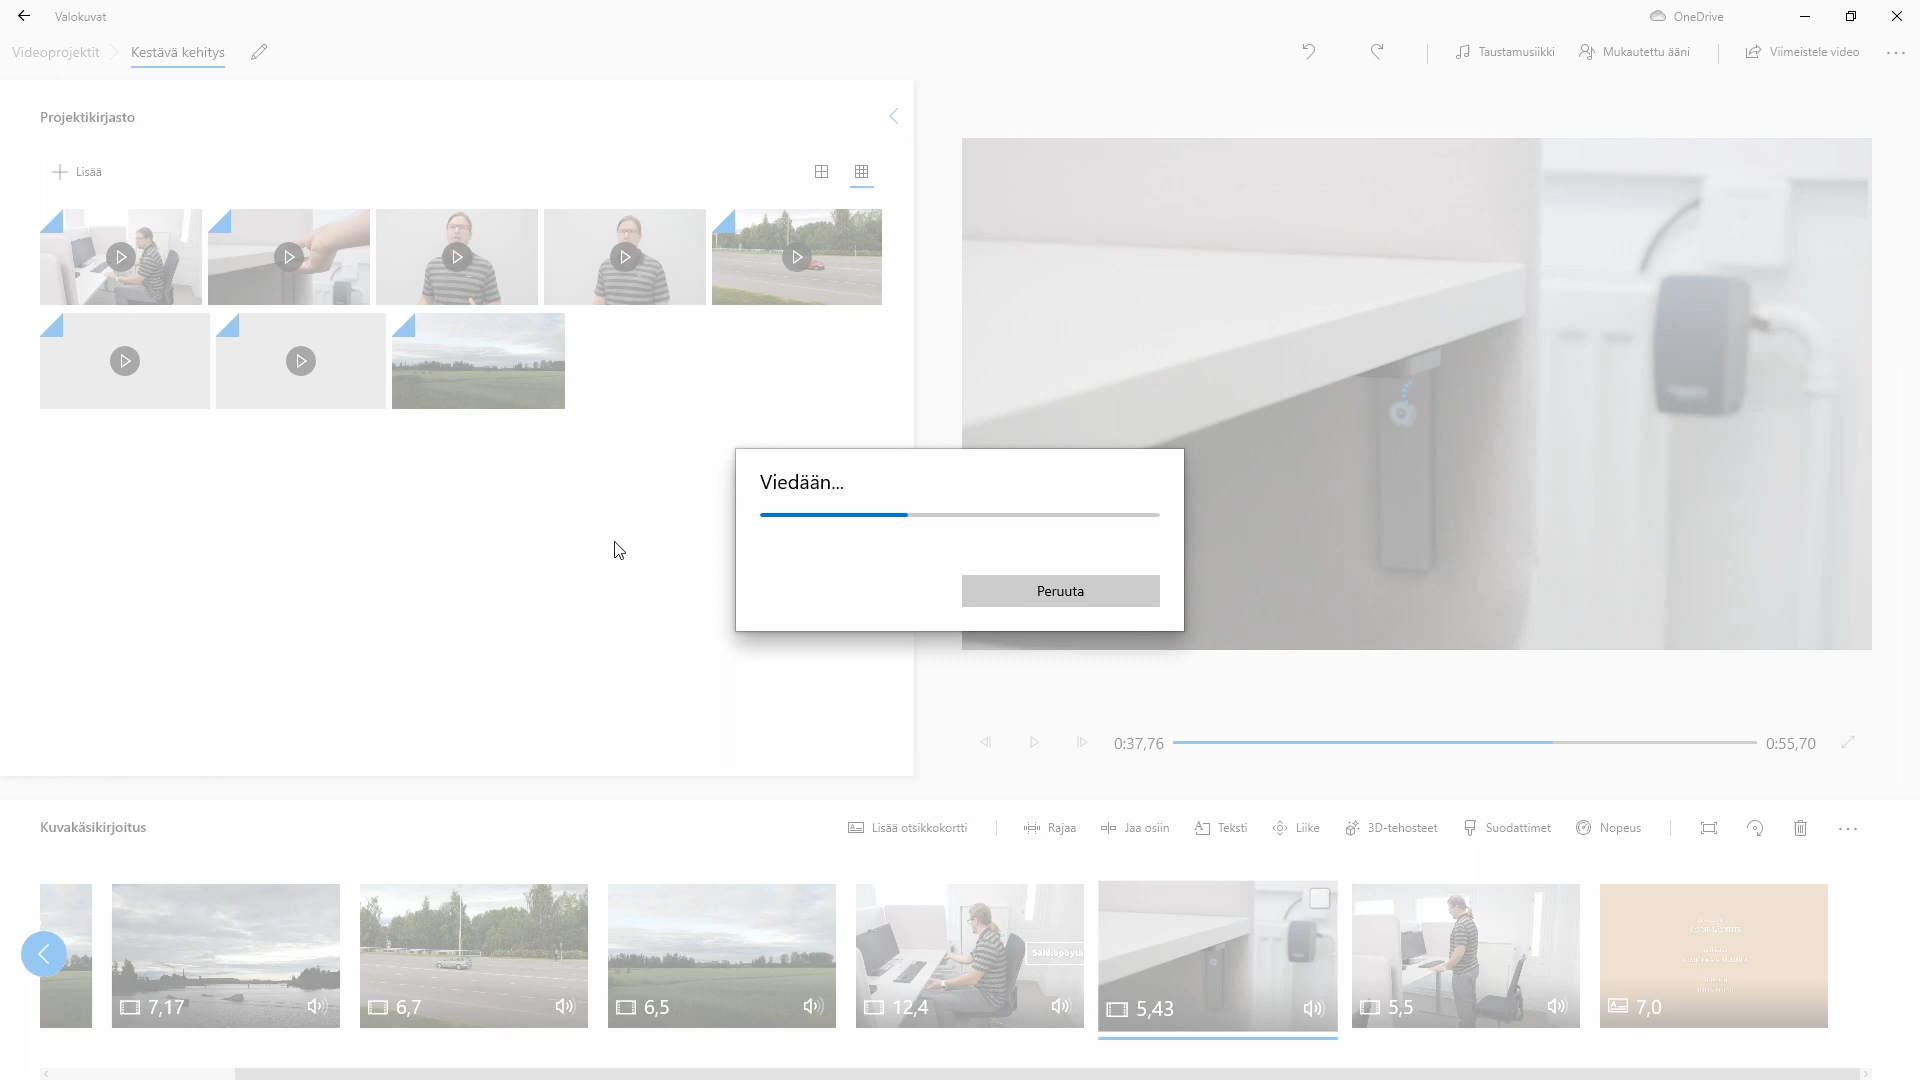 Valokuvat
OneDrive
Videoprojektit
Kestävä kehitys
Taustamusiikki
Mukautettu ääni
Viimeistele video
Projektikirjasto
Lisää
Viedään...
Peruuta
0:37,76
0:55,70
Kuvakäsikirjoitus
Lisää otsikkokortti
Rajaa
Jaa osiin
Teksti
Liike
3D-tehosteet
Suodattimet
Nopeus
Sähköpöytä
7,17
6,7
6,5
12,4
5,43
5,5
7,0